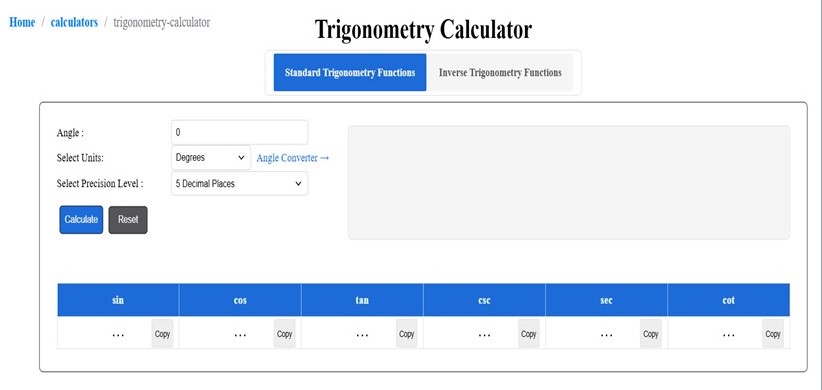 Home / calculators / trigonometry-calculator
Trigonometry Calculator
Standard Trigonometry Functions Inverse Trigonometry Functions
Angle : 0
Select Units: Degrees Angle Converter →
Select Precision Level : 5 Decimal Places
Calculate Reset
sin cos tan csc sec cot
... Copy ... Copy ... Copy ... Copy ... Copy ... Copy